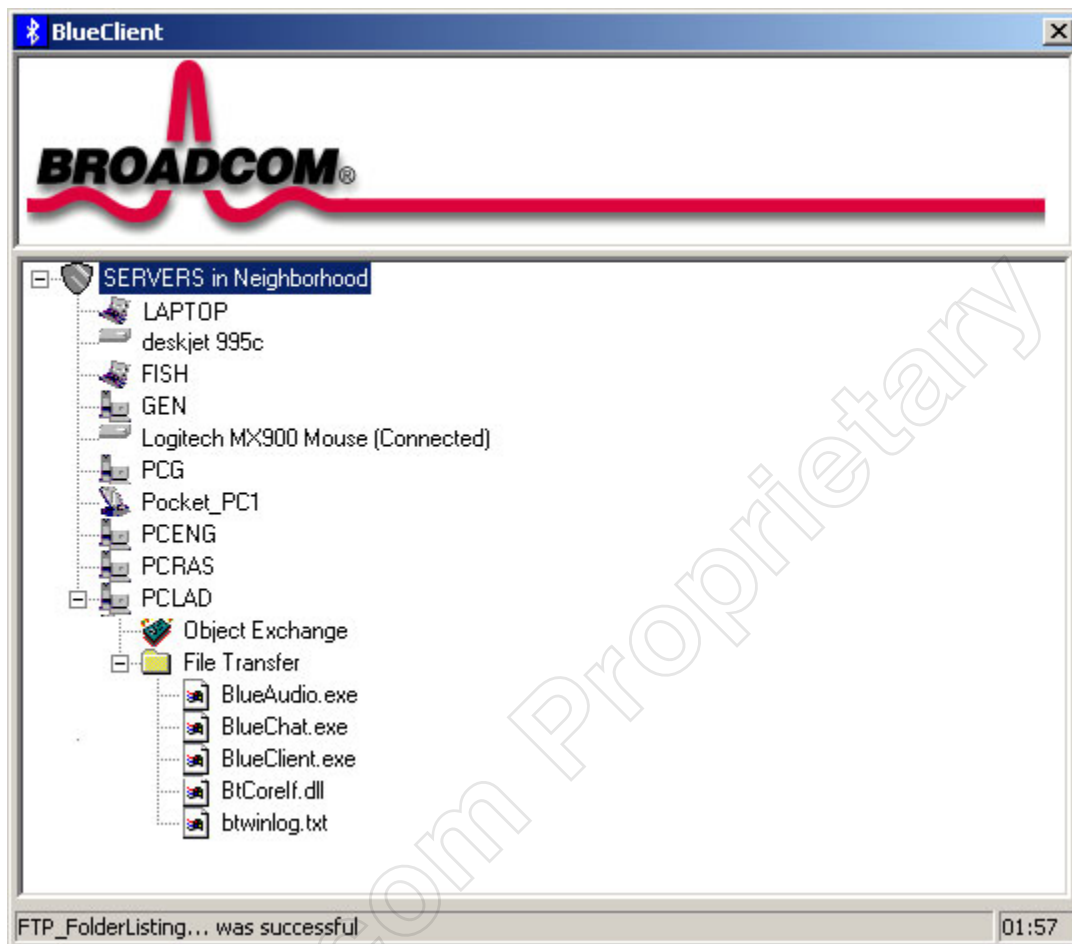 BlueClient
BROADCOM®
SERVERS in Neighborhood
LAPTOP
deskjet 995c
FISH
GEN
Logitech MX900 Mouse (Connected)
PCG
Pocket_PC1
PCENG
PCRAS
PCLAD
Object Exchange
File Transfer
BlueAudio.exe
BlueChat.exe
BlueClient.exe
BtCoreIf.dll
btwinlog.txt
FTP_FolderListing... was successful
01:57
com Proprietary